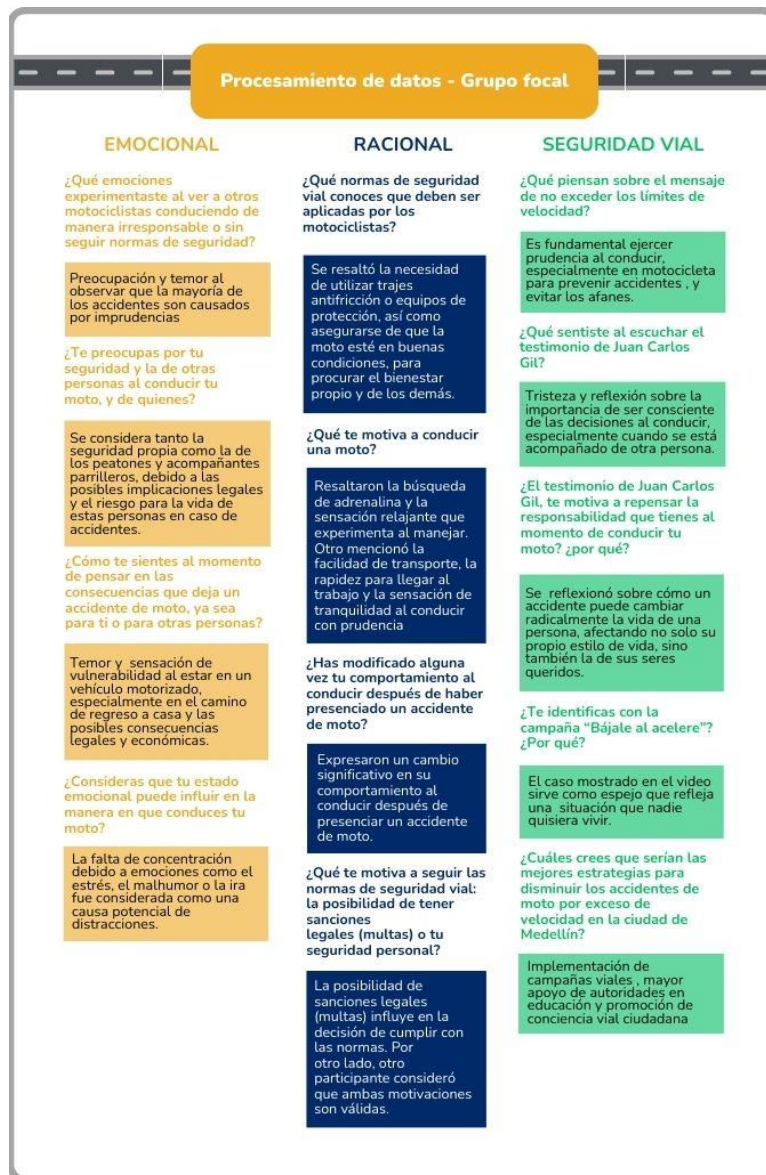 Procesamiento de datos - Grupo focal
EMOCIONAL
¿Qué emociones
experimentaste al ver a otros
motociclistas conduciendo de
manera irresponsable o sin
seguir normas de seguridad?
Preocupación y temor al
observar que la mayoría de
los accidentes son causados
por imprudencias
¿Te preocupas por tu
seguridad y la de otras
personas al conducir tu
moto, y de quienes?
Se considera tanto la
seguridad propia como la de
los peatones y acompañantes
parrilleros, debido a las
posibles implicaciones legales
y el riesgo para la vida de
estas personas en caso de
accidentes.
¿Cómo te sientes al momento
de pensar en las
consecuencias que deja un
accidente de moto, ya sea
para ti o para otras personas?
Temor y  sensación de
vulnerabilidad al estar en un
vehículo motorizado,
especialmente en el camino
de regreso a casa y las
posibles consecuencias
legales y económicas.
¿Consideras que tu estado
emocional puede influir en la
manera en que conduces tu
moto?
La falta de concentración
debido a emociones como el
estrés, el malhumor o la ira
fue considerada como una
causa potencial de
distracciones.
RACIONAL
¿Qué normas de seguridad
vial conoces que deben ser
aplicadas por los
motociclistas?
Se resaltó la necesidad
de utilizar trajes
antifricción o equipos de
protección, así como
asegurarse de que la
moto esté en buenas
condiciones, para
procurar el bienestar
propio y de los demás.
¿Qué te motiva a conducir
una moto?
Resaltaron la búsqueda
de adrenalina y la
sensación relajante que
experimenta al manejar.
Otro mencionó la
facilidad de transporte, la
rapidez para llegar al
trabajo y la sensación de
tranquilidad al conducir
con prudencia
¿Has modificado alguna
vez tu comportamiento al
conducir después de haber
presenciado un accidente
de moto?
Expresaron un cambio
significativo en su
comportamiento al
conducir después de
presenciar un accidente
de moto.
¿Qué te motiva a seguir las
normas de seguridad vial:
la posibilidad de tener
sanciones
legales (multas) o tu
seguridad personal?
La posibilidad de
sanciones legales
(multas) influye en la
decisión de cumplir con
las normas. Por
otro lado, otro
participante consideró
que ambas motivaciones
son válidas.
SEGURIDAD VIAL
¿Qué piensan sobre el mensaje
de no exceder los límites de
velocidad?
Es fundamental ejercer
prudencia al conducir,
especialmente en motocicleta
para prevenir accidentes , y
evitar los afanes.
¿Qué sentiste al escuchar el
testimonio de Juan Carlos
Gil?
Tristeza y reflexión sobre la
importancia de ser consciente
de las decisiones al conducir,
especialmente cuando se está
acompañado de otra persona.
¿El testimonio de Juan Carlos
Gil, te motiva a repensar la
responsabilidad que tienes al
momento de conducir tu
moto? ¿por qué?
Se  reflexionó sobre cómo un
accidente puede cambiar
radicalmente la vida de una
persona, afectando no solo su
propio estilo de vida, sino
también la de sus seres
queridos.
¿Te identificas con la
campaña “Bájale al acelere”?
¿Por qué?
El caso mostrado en el video
sirve como espejo que refleja
una  situación que nadie
quisiera vivir.
¿Cuáles crees que serían las
mejores estrategias para
disminuir los accidentes de
moto por exceso de
velocidad en la ciudad de
Medellín?
Implementación de
campañas viales , mayor
apoyo de autoridades en
educación y promoción de
conciencia vial ciudadana